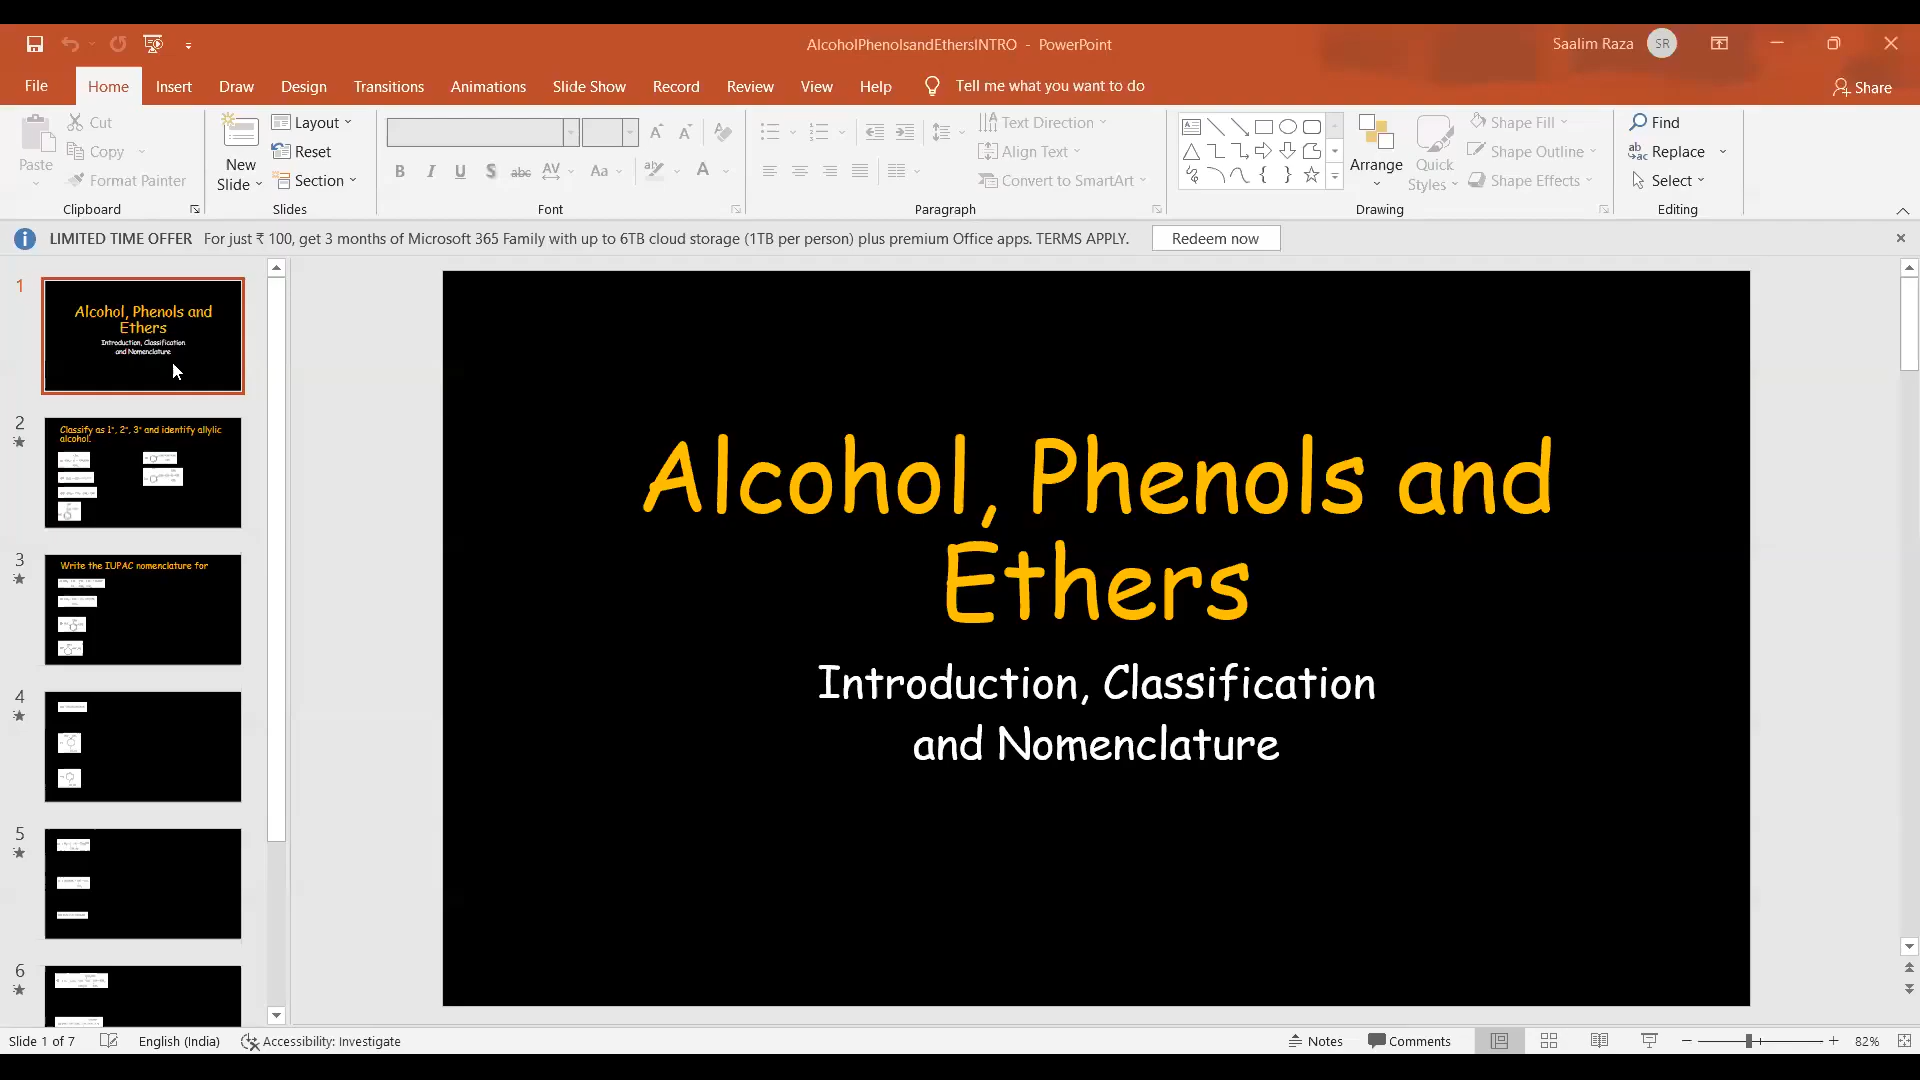 AlcoholPhenolsandEthersINTRO - PowerPoint
Saalim Raza
SR
File
Home
Insert
Draw
Design
Transitions
Animations
Slide Show
Record
Review
View
Help
Tell me what you want to do
Share
Paste
Cut
Copy
Format Painter
Clipboard
New
Slide
Layout
Reset
Section
Slides
B I U S abc AV Aa A
Font
Text Direction
Align Text
Convert to SmartArt
Paragraph
Arrange
Quick
Styles
Shape Fill
Shape Outline
Shape Effects
Drawing
Find
Replace
Select
Editing
LIMITED TIME OFFER For just ₹ 100, get 3 months of Microsoft 365 Family with up to 6TB cloud storage (1TB per person) plus premium Office apps. TERMS APPLY.
Redeem now
1
Alcohol, Phenols and
Ethers
Introduction, Classification
and Nomenclature
2
Classify as 1°, 2°, 3° and identify allylic
alcohol.
3
Write the IUPAC nomenclature for
4
5
6
Alcohol, Phenols and
Ethers
Introduction, Classification
and Nomenclature
Slide 1 of 7
English (India)
Accessibility: Investigate
Notes
Comments
82%